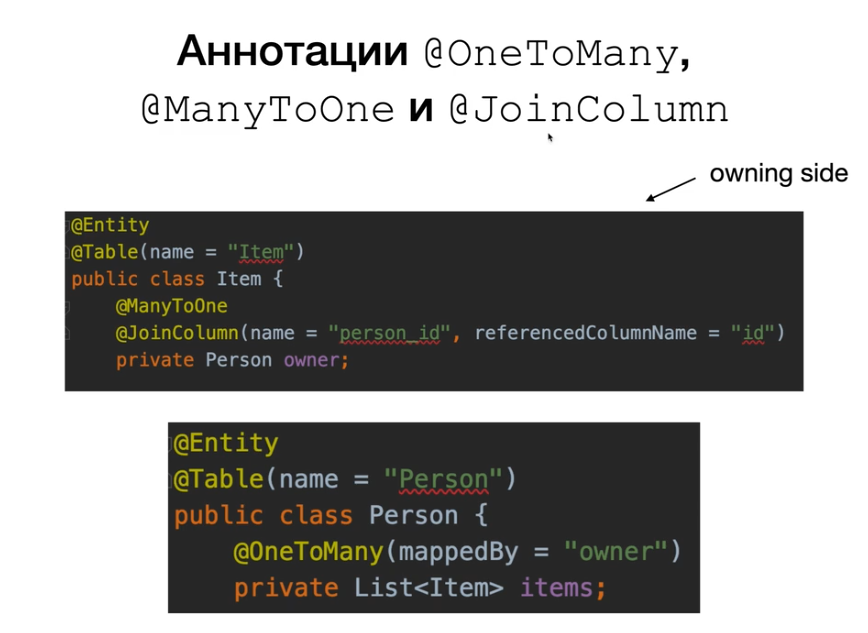 Аннотации @OneToMany,
@ManyToOne и @JoinColumn
owning side
@Entity
@Table(name = "Item")
public class Item {
@ManyToOne
@JoinColumn(name = "person_id", referencedColumnName = "id")
private Person owner;
@Entity
@Table(name = "Person")
public class Person {
@OneToMany(mappedBy = "owner")
private List<Item> items;